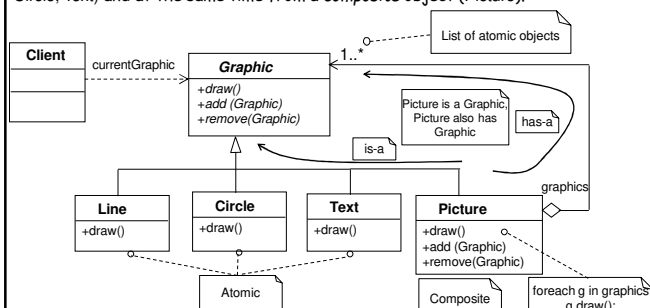 Circle, Text) and at the same time from a composite object (Picture).
List of atomic objects
Client
currentGraphic
Graphic
1..*
+draw()
+add (Graphic)
+remove(Graphic)
Picture is a Graphic,
Picture also has
Graphic
has-a
is-a
graphics
Line
+draw()
Circle
+draw()
Text
+draw()
Picture
+draw()
+add (Graphic)
+remove(Graphic)
Atomic
Composite
foreach g in graphics
g.draw();